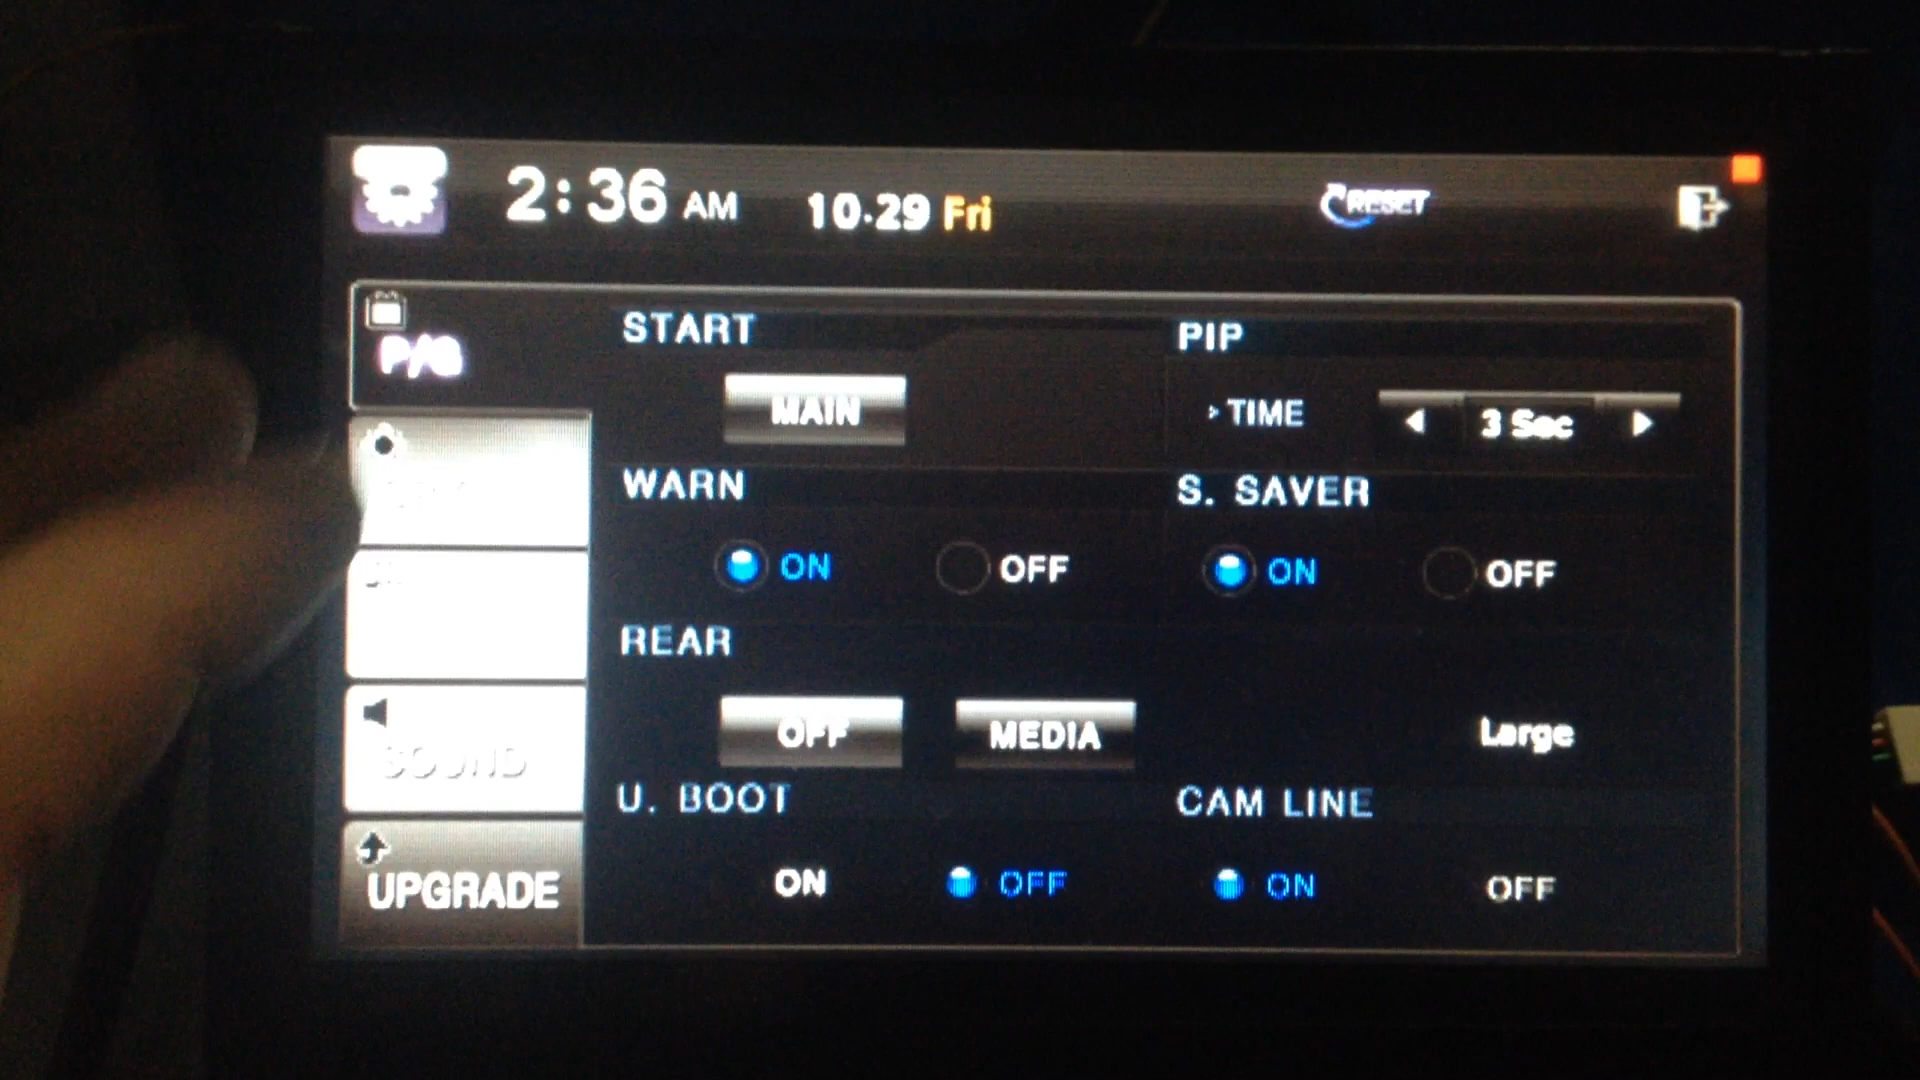 2:36 AM 10.29 Fri RESET
P/G
START PIP
MAIN TIME 3 Sec
WARN S. SAVER
ON OFF ON OFF
REAR
OFF MEDIA Large
SOUND
U. BOOT CAM LINE
UPGRADE ON OFF ON OFF